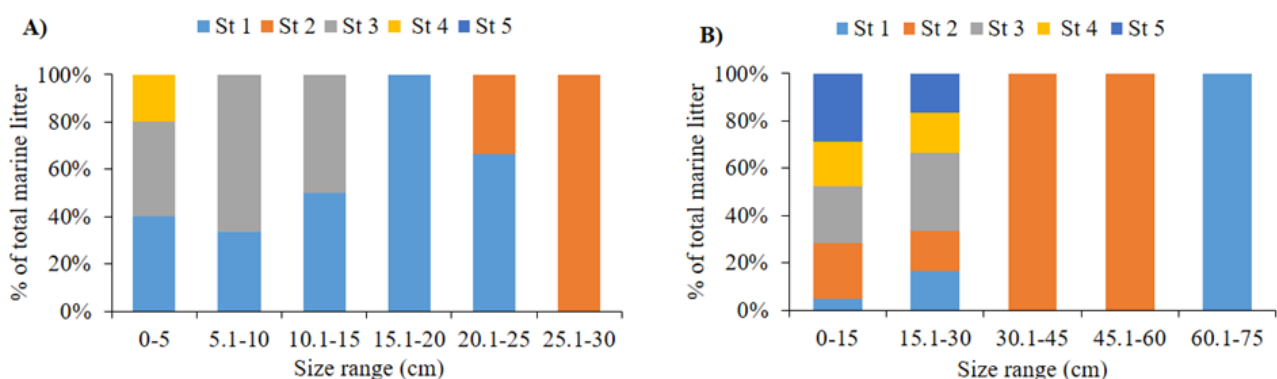 A)
St 1 St 2 St 3 St 4 St 5
% of total marine litter
100%
80%
60%
40%
20%
0%
0-5 5.1-10 10.1-15 15.1-20 20.1-25 25.1-30
Size range (cm)
B)
St 1 St 2 St 3 St 4 St 5
% of total marine litter
100%
80%
60%
40%
20%
0%
0-15 15.1-30 30.1-45 45.1-60 60.1-75
Size range (cm)